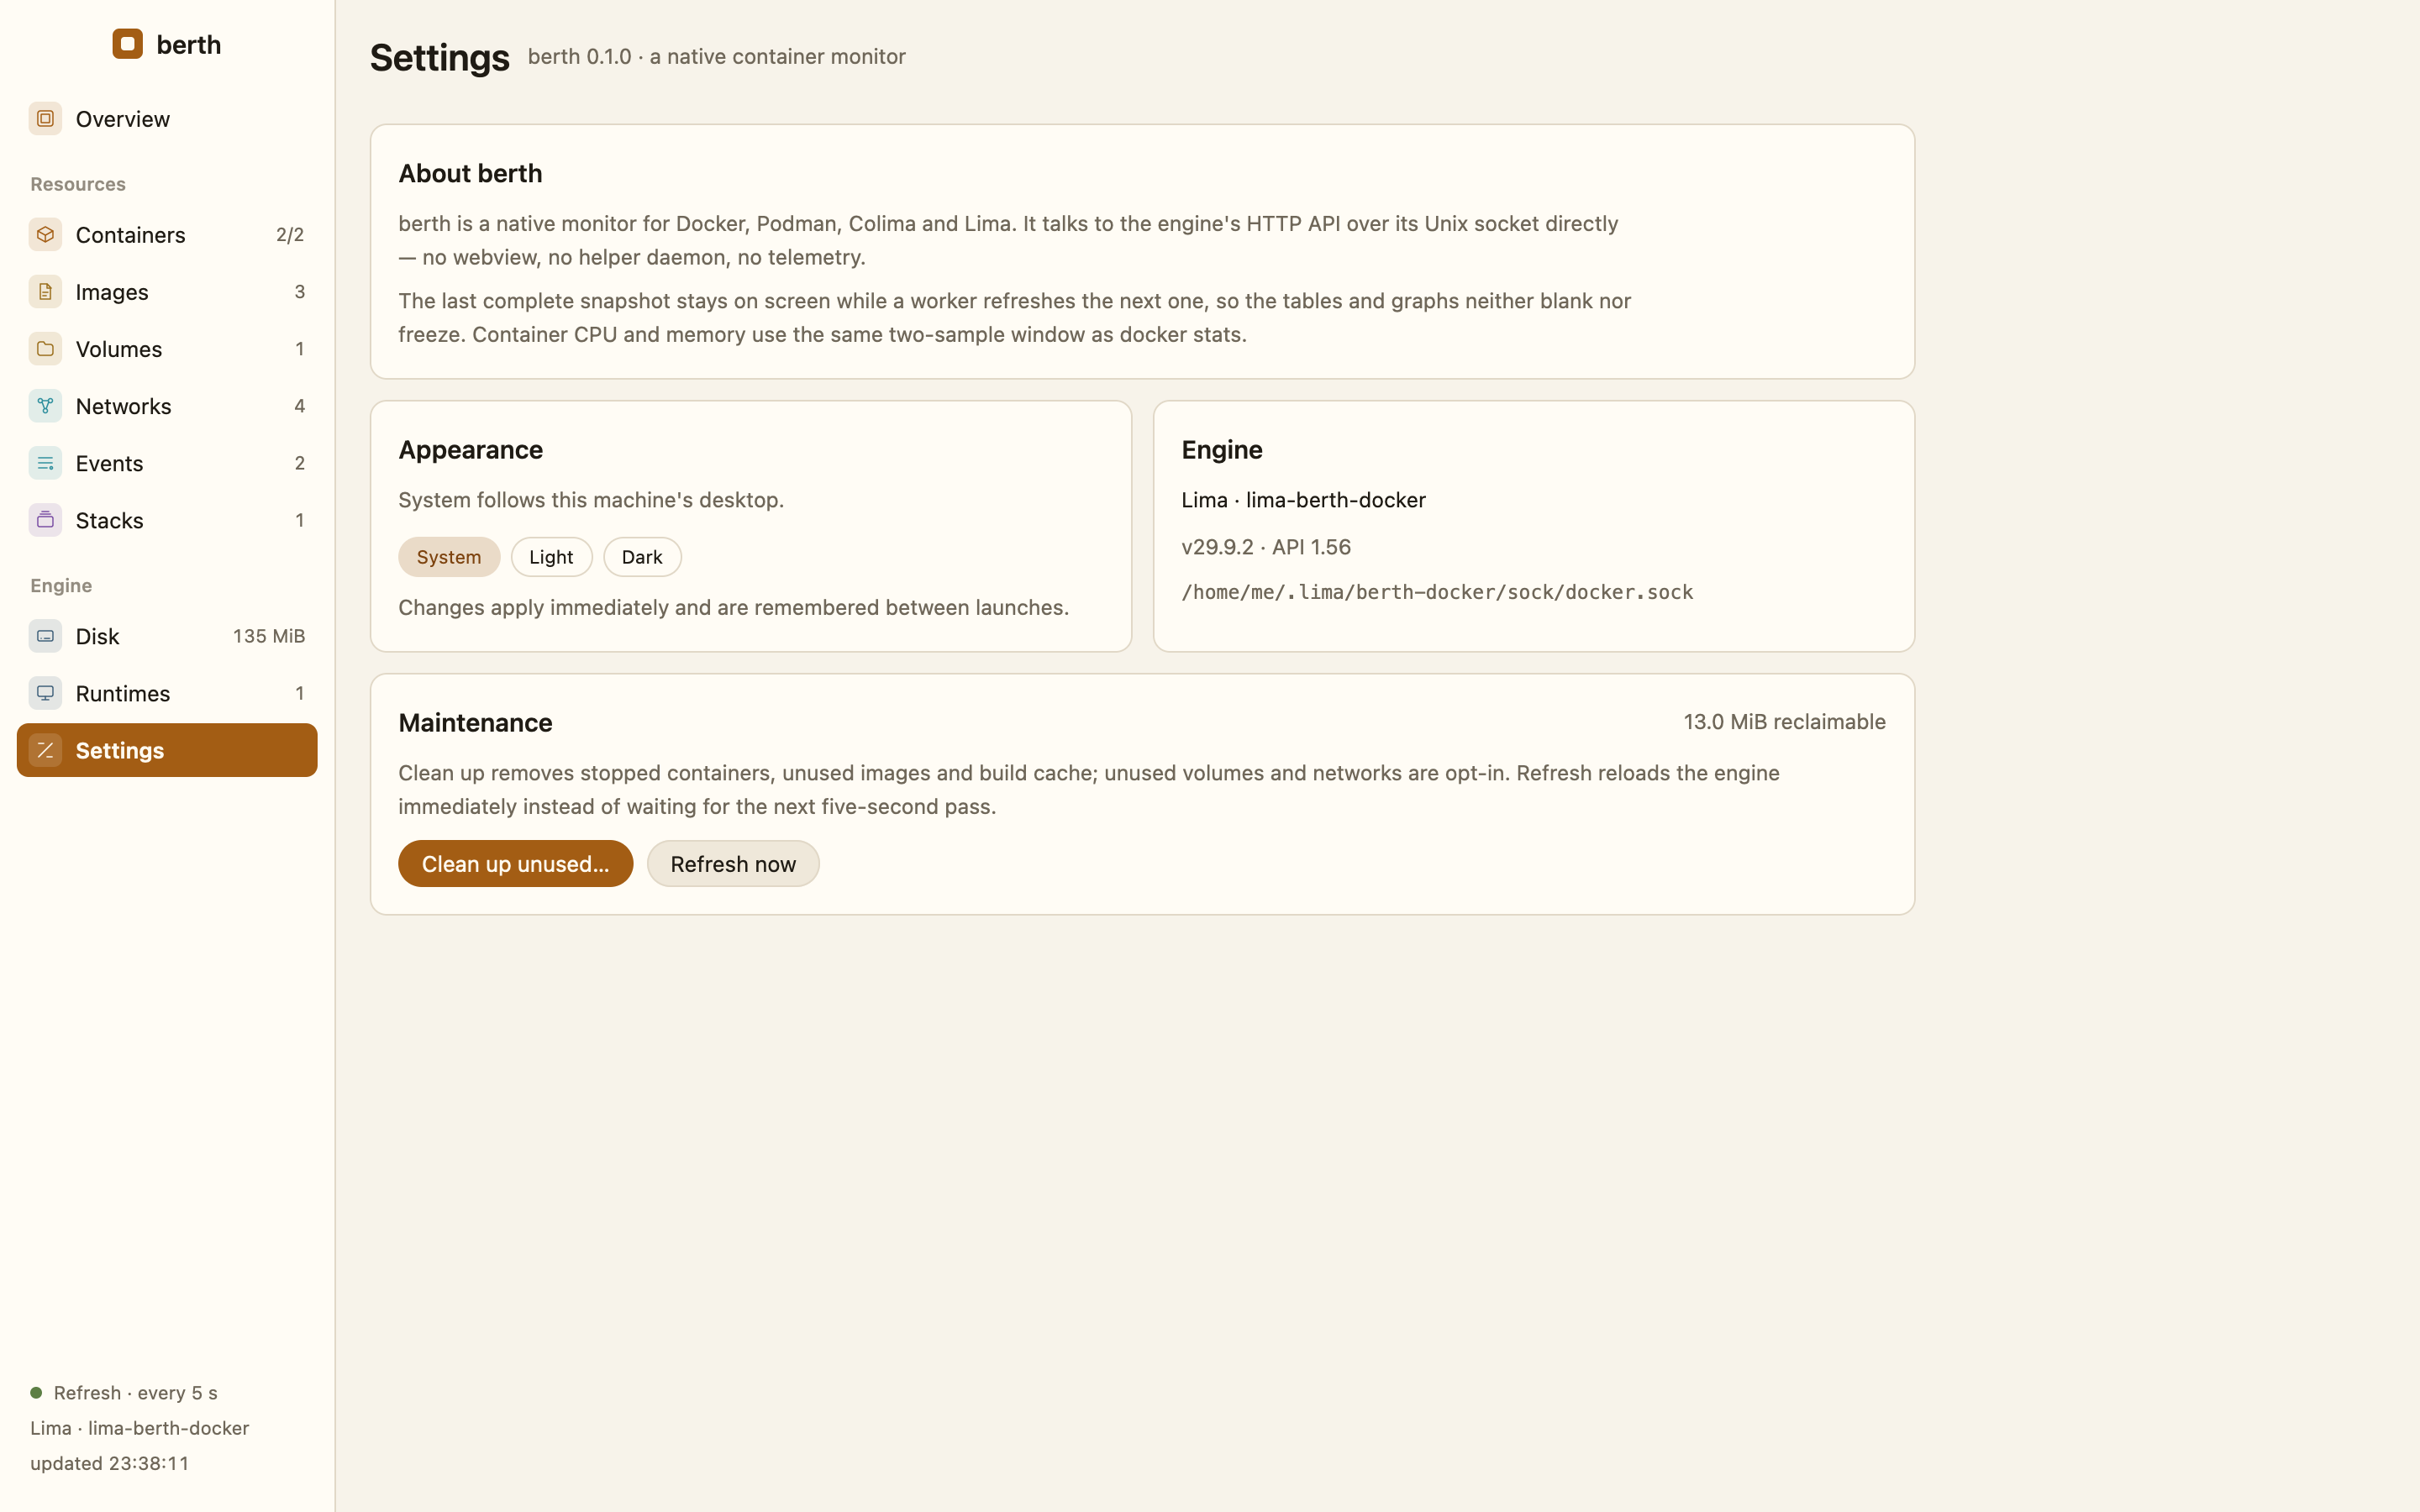 berth
Overview
Resources
Containers 2/2
Images 3
Volumes 1
Networks 4
Events 2
Stacks 1
Engine
Disk 135 MiB
Runtimes 1
Settings
Refresh · every 5 s
Lima · lima-berth-docker
updated 23:38:11
Settings berth 0.1.0 · a native container monitor
About berth
berth is a native monitor for Docker, Podman, Colima and Lima. It talks to the engine's HTTP API over its Unix socket directly
— no webview, no helper daemon, no telemetry.
The last complete snapshot stays on screen while a worker refreshes the next one, so the tables and graphs neither blank nor
freeze. Container CPU and memory use the same two-sample window as docker stats.
Appearance
System follows this machine's desktop.
System Light Dark
Changes apply immediately and are remembered between launches.
Engine
Lima · lima-berth-docker
v29.9.2 · API 1.56
/home/me/.lima/berth-docker/sock/docker.sock
Maintenance 13.0 MiB reclaimable
Clean up removes stopped containers, unused images and build cache; unused volumes and networks are opt-in. Refresh reloads the engine
immediately instead of waiting for the next five-second pass.
Clean up unused... Refresh now